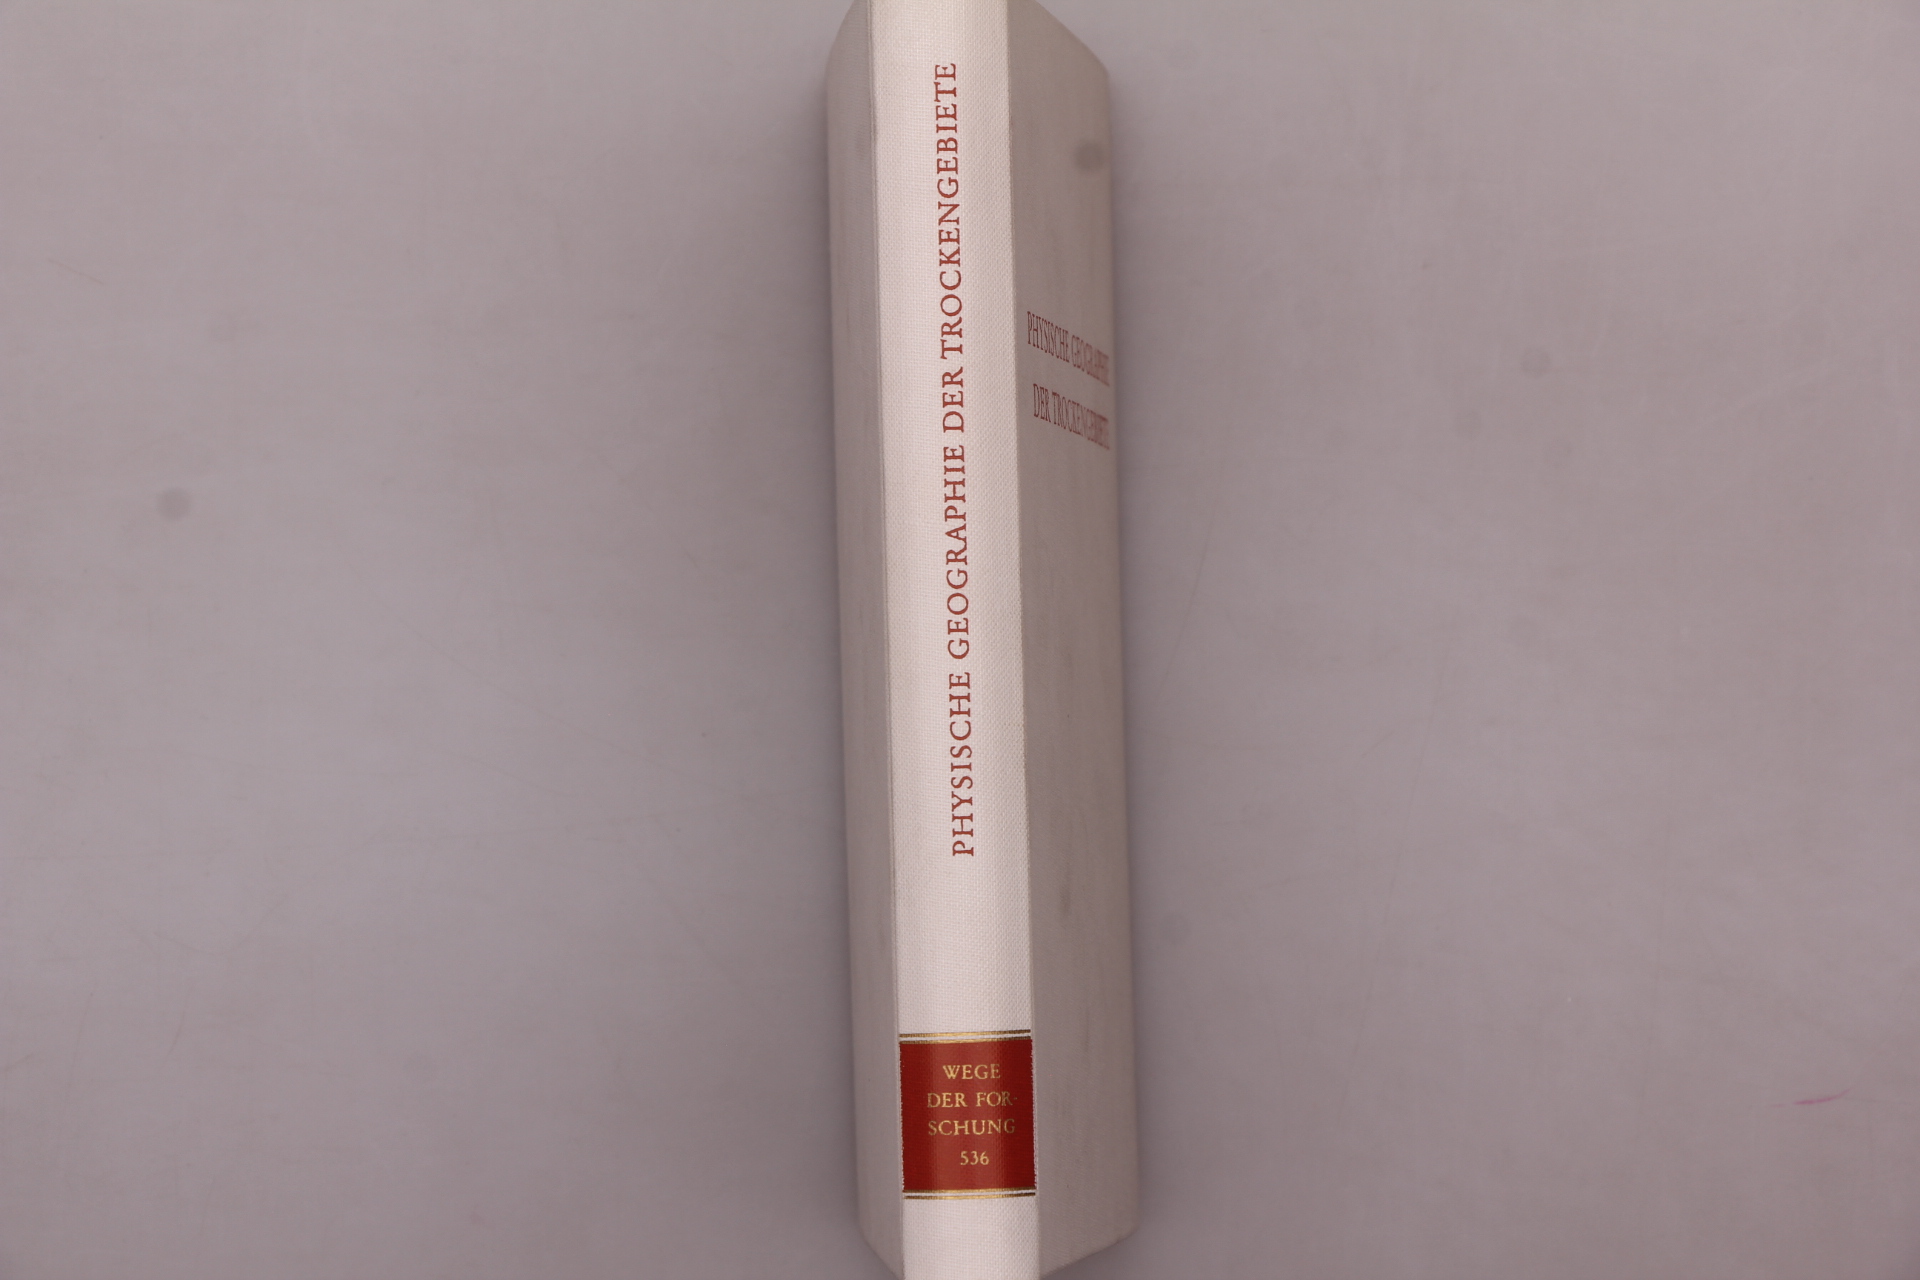 PHYSISCHE GEOGRAPHIE DER TROCKENGEBIETE
PHYSISCHE GEOGRAPHIE
DER TROCKENGEBIETE
WEGE
DER FOR-
SCHUNG
536